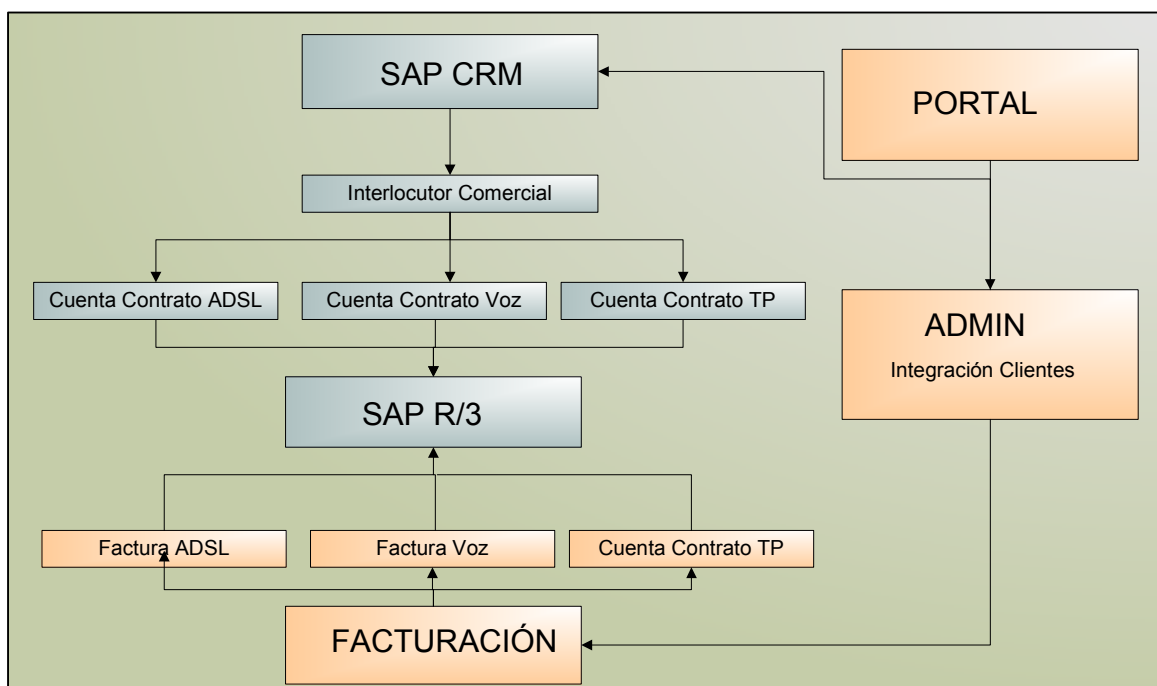 SAP CRM
PORTAL
Interlocutor Comercial
Cuenta Contrato ADSL
Cuenta Contrato Voz
Cuenta Contrato TP
ADMIN
Integración Clientes
SAP R/3
Factura ADSL
Factura Voz
Cuenta Contrato TP
FACTURACIÓN